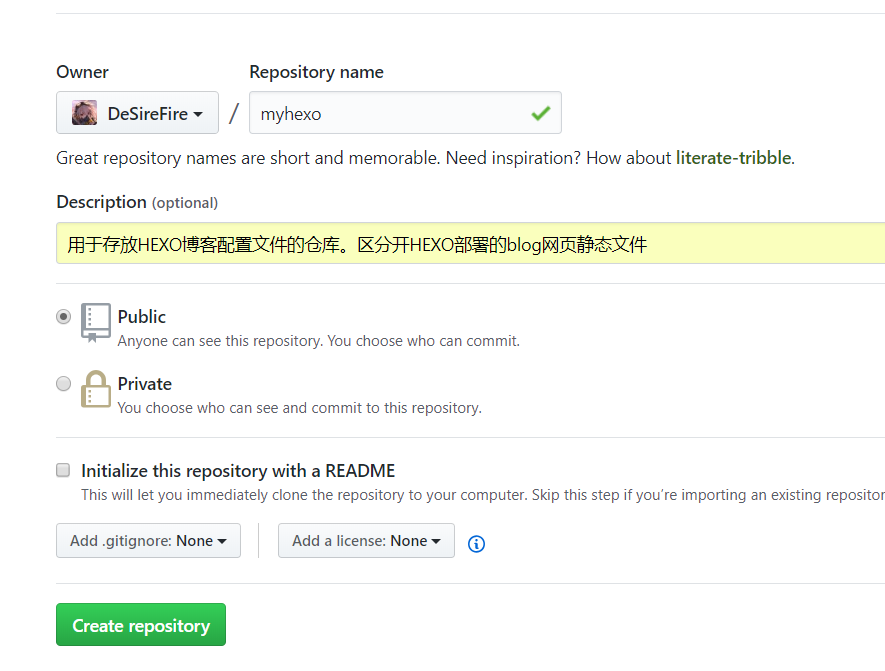 Owner Repository name
DeSireFire / myhexo
Great repository names are short and memorable. Need inspiration? How about literate-tribble.
Description (optional)
用于存放HEXO博客配置文件的仓库。区分开HEXO部署的blog网页静态文件
Public
Anyone can see this repository. You choose who can commit.
Private
You choose who can see and commit to this repository.
Initialize this repository with a README
This will let you immediately clone the repository to your computer. Skip this step if you’re importing an existing repositor
Add .gitignore: None Add a license: None
Create repository